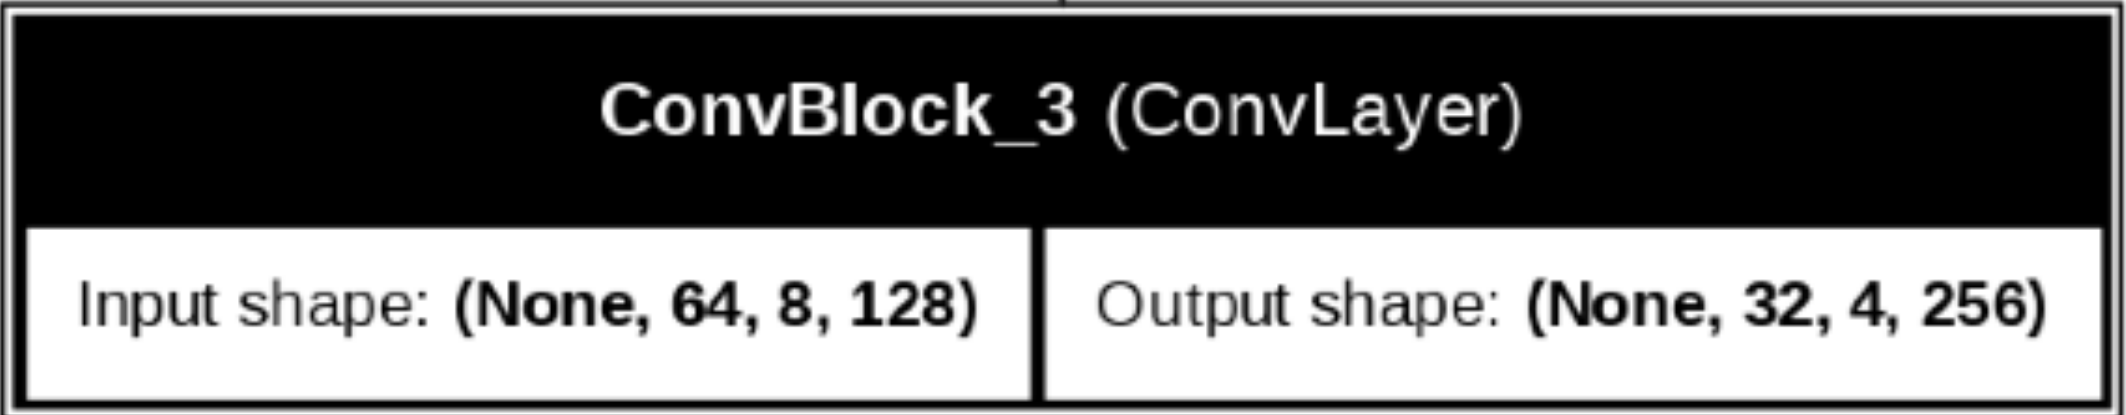 ConvBlock_3 (ConvLayer)
Input shape: (None, 64, 8, 128)
Output shape: (None, 32, 4, 256)